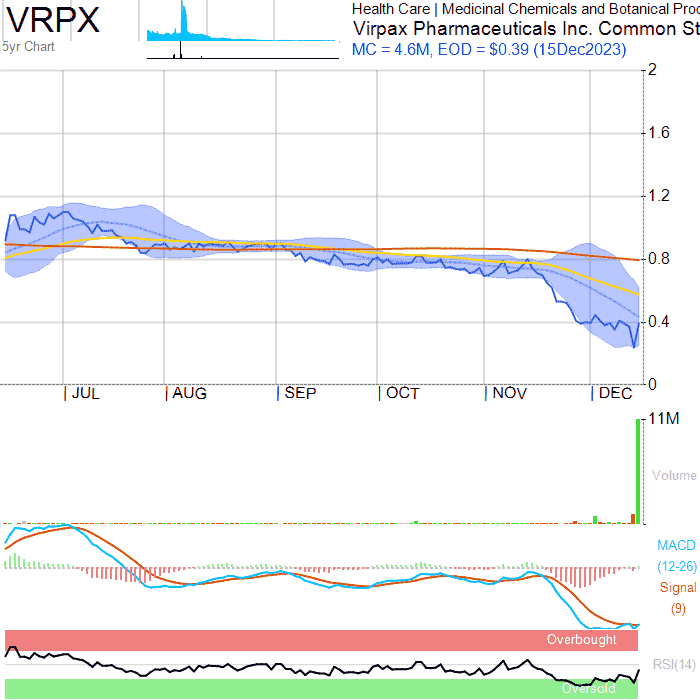 VRPX
5yr Chart
Health Care | Medicinal Chemicals and Botanical Proc
Virpax Pharmaceuticals Inc. Common St
MC = 4.6M, EOD = $0.39 (15Dec2023)
2
1.6
1.2
0.8
0.4
0
JUL AUG SEP OCT NOV DEC
11M
Volume
MACD
(12-26)
Signal
(9)
Overbought
RSI(14)
Oversold